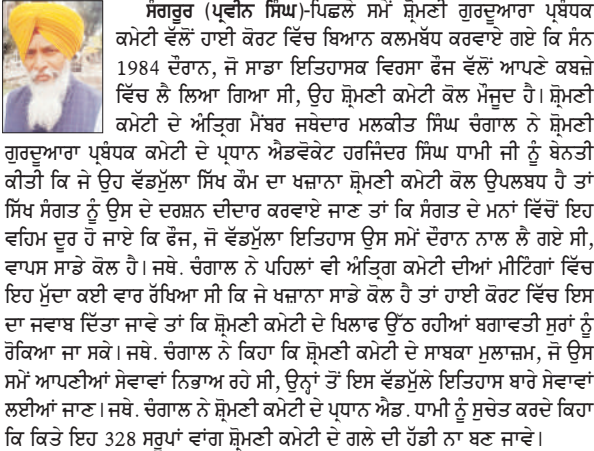 ਸੰਗਰੂਰ (ਪ੍ਰਵੀਨ ਸਿੰਘ)-ਪਿਛਲੇ ਸਮੇਂ ਸ਼੍ਰੋਮਣੀ ਗੁਰਦੁਆਰਾ ਪ੍ਰਬੰਧਕ
ਕਮੇਟੀ ਵੱਲੋਂ ਹਾਈ ਕੋਰਟ ਵਿੱਚ ਬਿਆਨ ਕਲਮਬੱਧ ਕਰਵਾਏ ਗਏ ਕਿ ਸੰਨ
1984 ਦੌਰਾਨ, ਜੋ ਸਾਡਾ ਇਤਿਹਾਸਕ ਵਿਰਸਾ ਫੌਜ ਵੱਲੋਂ ਆਪਣੇ ਕਬਜ਼ੇ
ਵਿੱਚ ਲੈ ਲਿਆ ਗਿਆ ਸੀ, ਉਹ ਸ਼੍ਰੋਮਣੀ ਕਮੇਟੀ ਕੋਲ ਮੌਜੂਦ ਹੈ। ਸ਼੍ਰੋਮਣੀ
ਕਮੇਟੀ ਦੇ ਅੰਤ੍ਰਿਗ ਮੈਂਬਰ ਜਥੇਦਾਰ ਮਲਕੀਤ ਸਿੰਘ ਚੰਗਾਲ ਨੇ ਸ਼੍ਰੋਮਣੀ
ਗੁਰਦੁਆਰਾ ਪ੍ਰਬੰਧਕ ਕਮੇਟੀ ਦੇ ਪ੍ਰਧਾਨ ਐਡਵੋਕੇਟ ਹਰਜਿੰਦਰ ਸਿੰਘ ਧਾਮੀ ਜੀ ਨੂੰ ਬੇਨਤੀ
ਕੀਤੀ ਕਿ ਜੇ ਉਹ ਵੱਡਮੁੱਲਾ ਸਿੱਖ ਕੌਮ ਦਾ ਖਜ਼ਾਨਾ ਸ਼੍ਰੋਮਣੀ ਕਮੇਟੀ ਕੋਲ ਉਪਲਬਧ ਹੈ ਤਾਂ
ਸਿੱਖ ਸੰਗਤ ਨੂੰ ਉਸ ਦੇ ਦਰਸ਼ਨ ਦੀਦਾਰ ਕਰਵਾਏ ਜਾਣ ਤਾਂ ਕਿ ਸੰਗਤ ਦੇ ਮਨਾਂ ਵਿੱਚੋਂ ਇਹ
ਵਹਿਮ ਦੂਰ ਹੋ ਜਾਏ ਕਿ ਫੌਜ, ਜੋ ਵੱਡਮੁੱਲਾ ਇਤਿਹਾਸ ਉਸ ਸਮੇਂ ਦੌਰਾਨ ਨਾਲ ਲੈ ਗਏ ਸੀ,
ਵਾਪਸ ਸਾਡੇ ਕੋਲ ਹੈ। ਜਥੇ. ਚੰਗਾਲ ਨੇ ਪਹਿਲਾਂ ਵੀ ਅੰਤ੍ਰਿਗ ਕਮੇਟੀ ਦੀਆਂ ਮੀਟਿੰਗਾਂ ਵਿੱਚ
ਇਹ ਮੁੱਦਾ ਕਈ ਵਾਰ ਰੱਖਿਆ ਸੀ ਕਿ ਜੇ ਖਜ਼ਾਨਾ ਸਾਡੇ ਕੋਲ ਹੈ ਤਾਂ ਹਾਈ ਕੋਰਟ ਵਿੱਚ ਇਸ
ਦਾ ਜਵਾਬ ਦਿੱਤਾ ਜਾਵੇ ਤਾਂ ਕਿ ਸ਼੍ਰੋਮਣੀ ਕਮੇਟੀ ਦੇ ਖਿਲਾਫ ਉੱਠ ਰਹੀਆਂ ਬਗਾਵਤੀ ਸੁਰਾਂ ਨੂੰ
ਰੋਕਿਆ ਜਾ ਸਕੇ। ਜਥੇ. ਚੰਗਾਲ ਨੇ ਕਿਹਾ ਕਿ ਸ਼੍ਰੋਮਣੀ ਕਮੇਟੀ ਦੇ ਸਾਬਕਾ ਮੁਲਾਜ਼ਮ, ਜੋ ਉਸ
ਸਮੇਂ ਆਪਣੀਆਂ ਸੇਵਾਵਾਂ ਨਿਭਾਅ ਰਹੇ ਸੀ, ਉਨ੍ਹਾਂ ਤੋਂ ਇਸ ਵੱਡਮੁੱਲੇ ਇਤਿਹਾਸ ਬਾਰੇ ਸੇਵਾਵਾਂ
ਲਈਆਂ ਜਾਣ। ਜਥੇ. ਚੰਗਾਲ ਨੇ ਸ਼੍ਰੋਮਣੀ ਕਮੇਟੀ ਦੇ ਪ੍ਰਧਾਨ ਐਡ. ਧਾਮੀ ਨੂੰ ਸੁਚੇਤ ਕਰਦੇ ਕਿਹਾ
ਕਿ ਕਿਤੇ ਇਹ 328 ਸਰੂਪਾਂ ਵਾਂਗ ਸ਼੍ਰੋਮਣੀ ਕਮੇਟੀ ਦੇ ਗਲੇ ਦੀ ਹੱਡੀ ਨਾ ਬਣ ਜਾਵੇ।